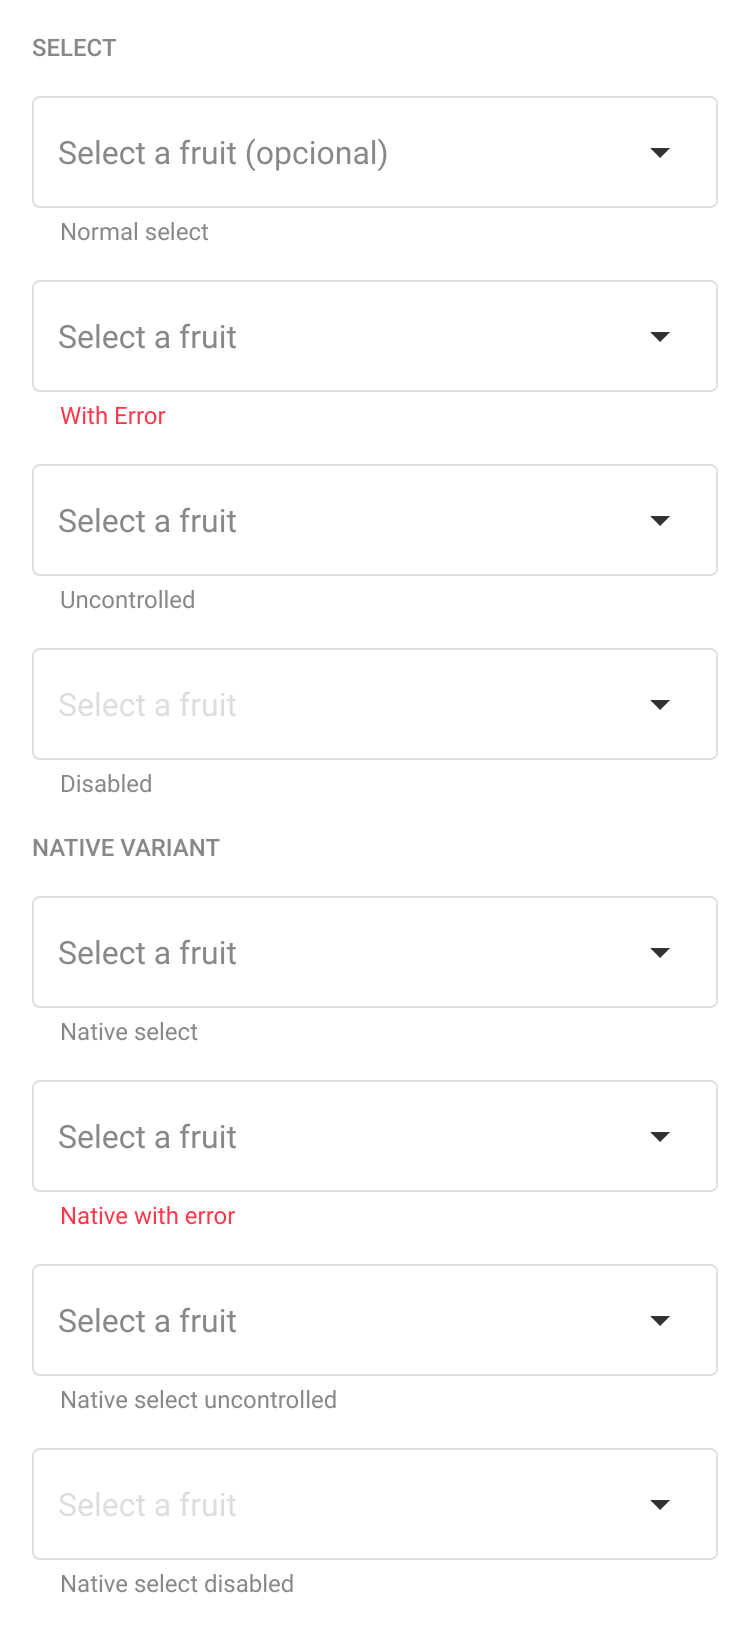 SELECT
Select a fruit (opcional)
Normal select
Select a fruit
With Error
Select a fruit
Uncontrolled
Select a fruit
Disabled
NATIVE VARIANT
Select a fruit
Native select
Select a fruit
Native with error
Select a fruit
Native select uncontrolled
Select a fruit
Native select disabled